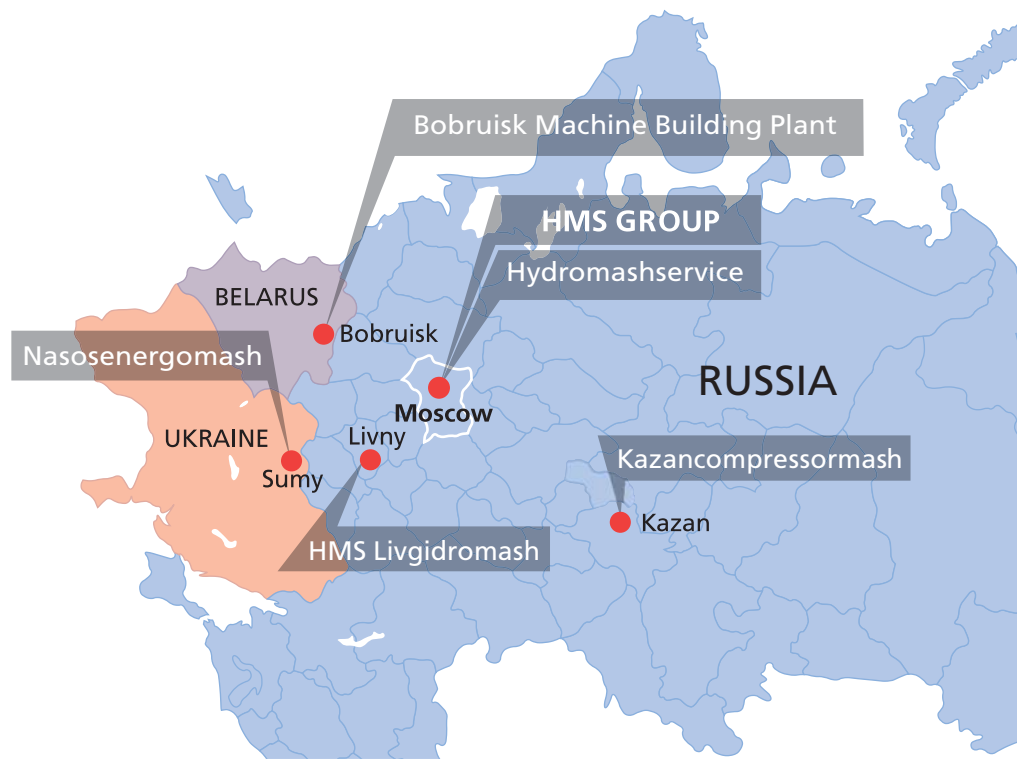 Bobruisk Machine Building Plant
HMS GROUP
Hydromashservice
BELARUS
Bobruisk
Nasosenergomash
RUSSIA
Moscow
Livny
UKRAINE
Sumy
Kazancompressormash
Kazan
HMS Livgidromash